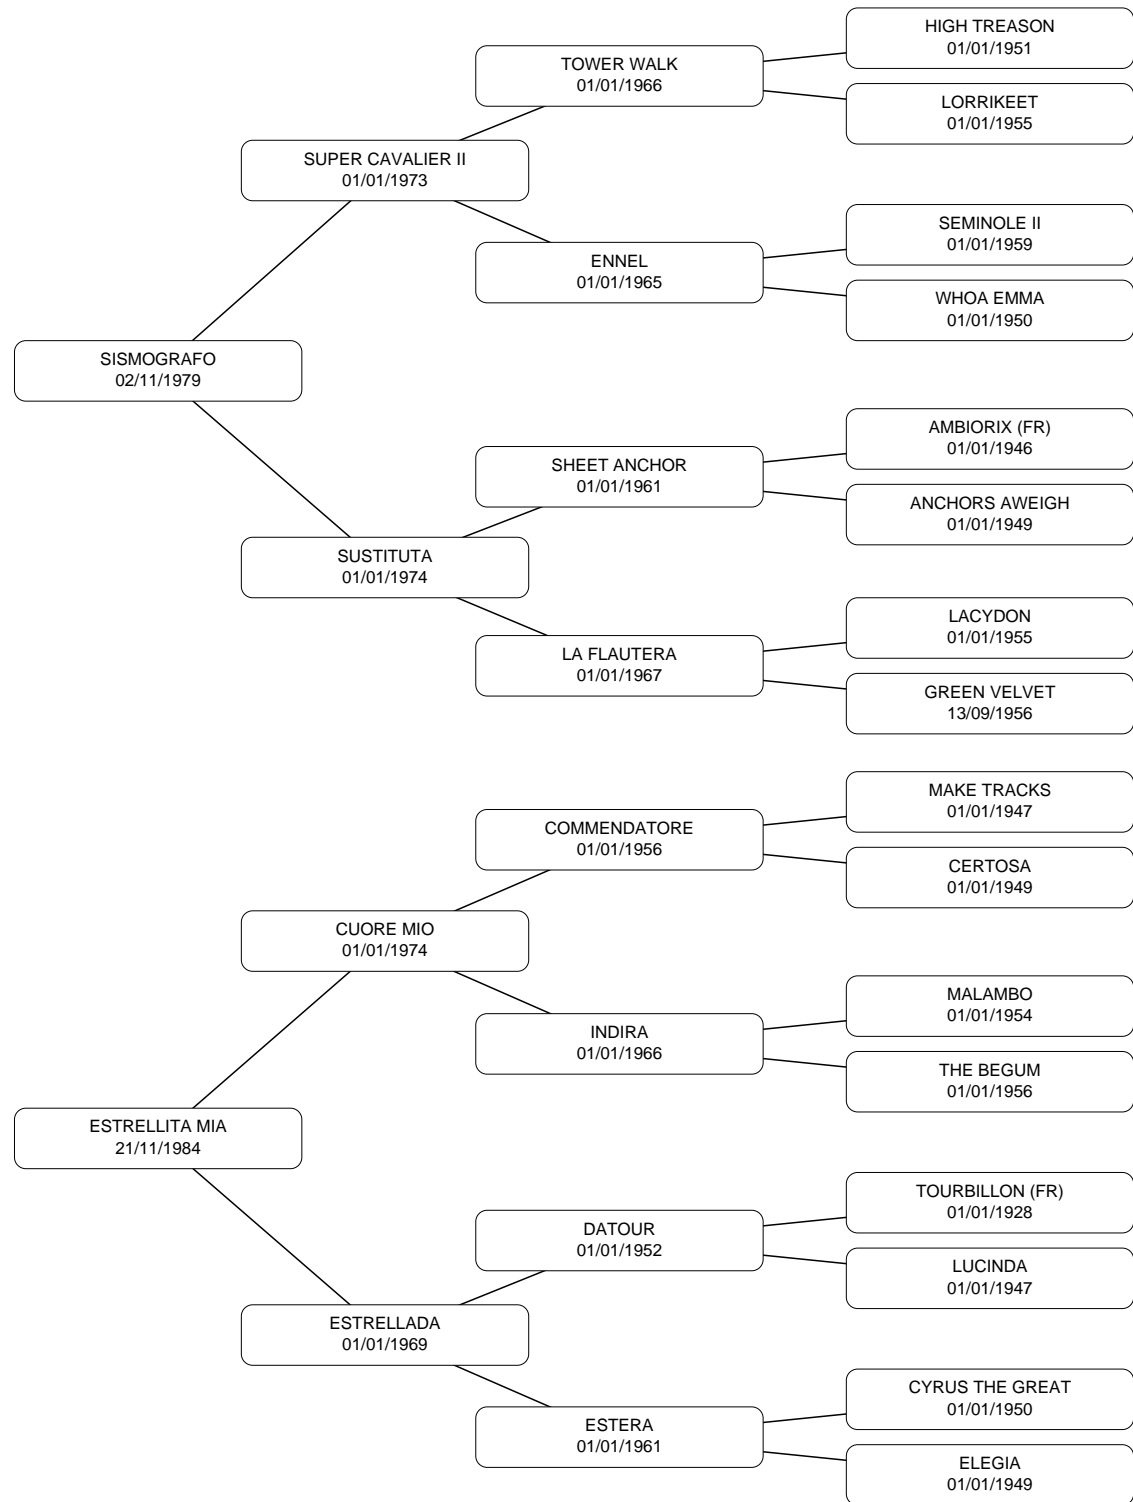 HIGH TREASON
01/01/1951
TOWER WALK
01/01/1966
LORRIKEET
01/01/1955
SUPER CAVALIER II
01/01/1973
SEMINOLE II
01/01/1959
ENNEL
01/01/1965
WHOA EMMA
01/01/1950
SISMOGRAFO
02/11/1979
AMBIORIX (FR)
01/01/1946
SHEET ANCHOR
01/01/1961
ANCHORS AWEIGH
01/01/1949
SUSTITUTA
01/01/1974
LACYDON
01/01/1955
LA FLAUTERA
01/01/1967
GREEN VELVET
13/09/1956
MAKE TRACKS
01/01/1947
COMMENDATORE
01/01/1956
CERTOSA
01/01/1949
CUORE MIO
01/01/1974
MALAMBO
01/01/1954
INDIRA
01/01/1966
THE BEGUM
01/01/1956
ESTRELLITA MIA
21/11/1984
TOURBILLON (FR)
01/01/1928
DATOUR
01/01/1952
LUCINDA
01/01/1947
ESTRELLADA
01/01/1969
CYRUS THE GREAT
01/01/1950
ESTERA
01/01/1961
ELEGIA
01/01/1949